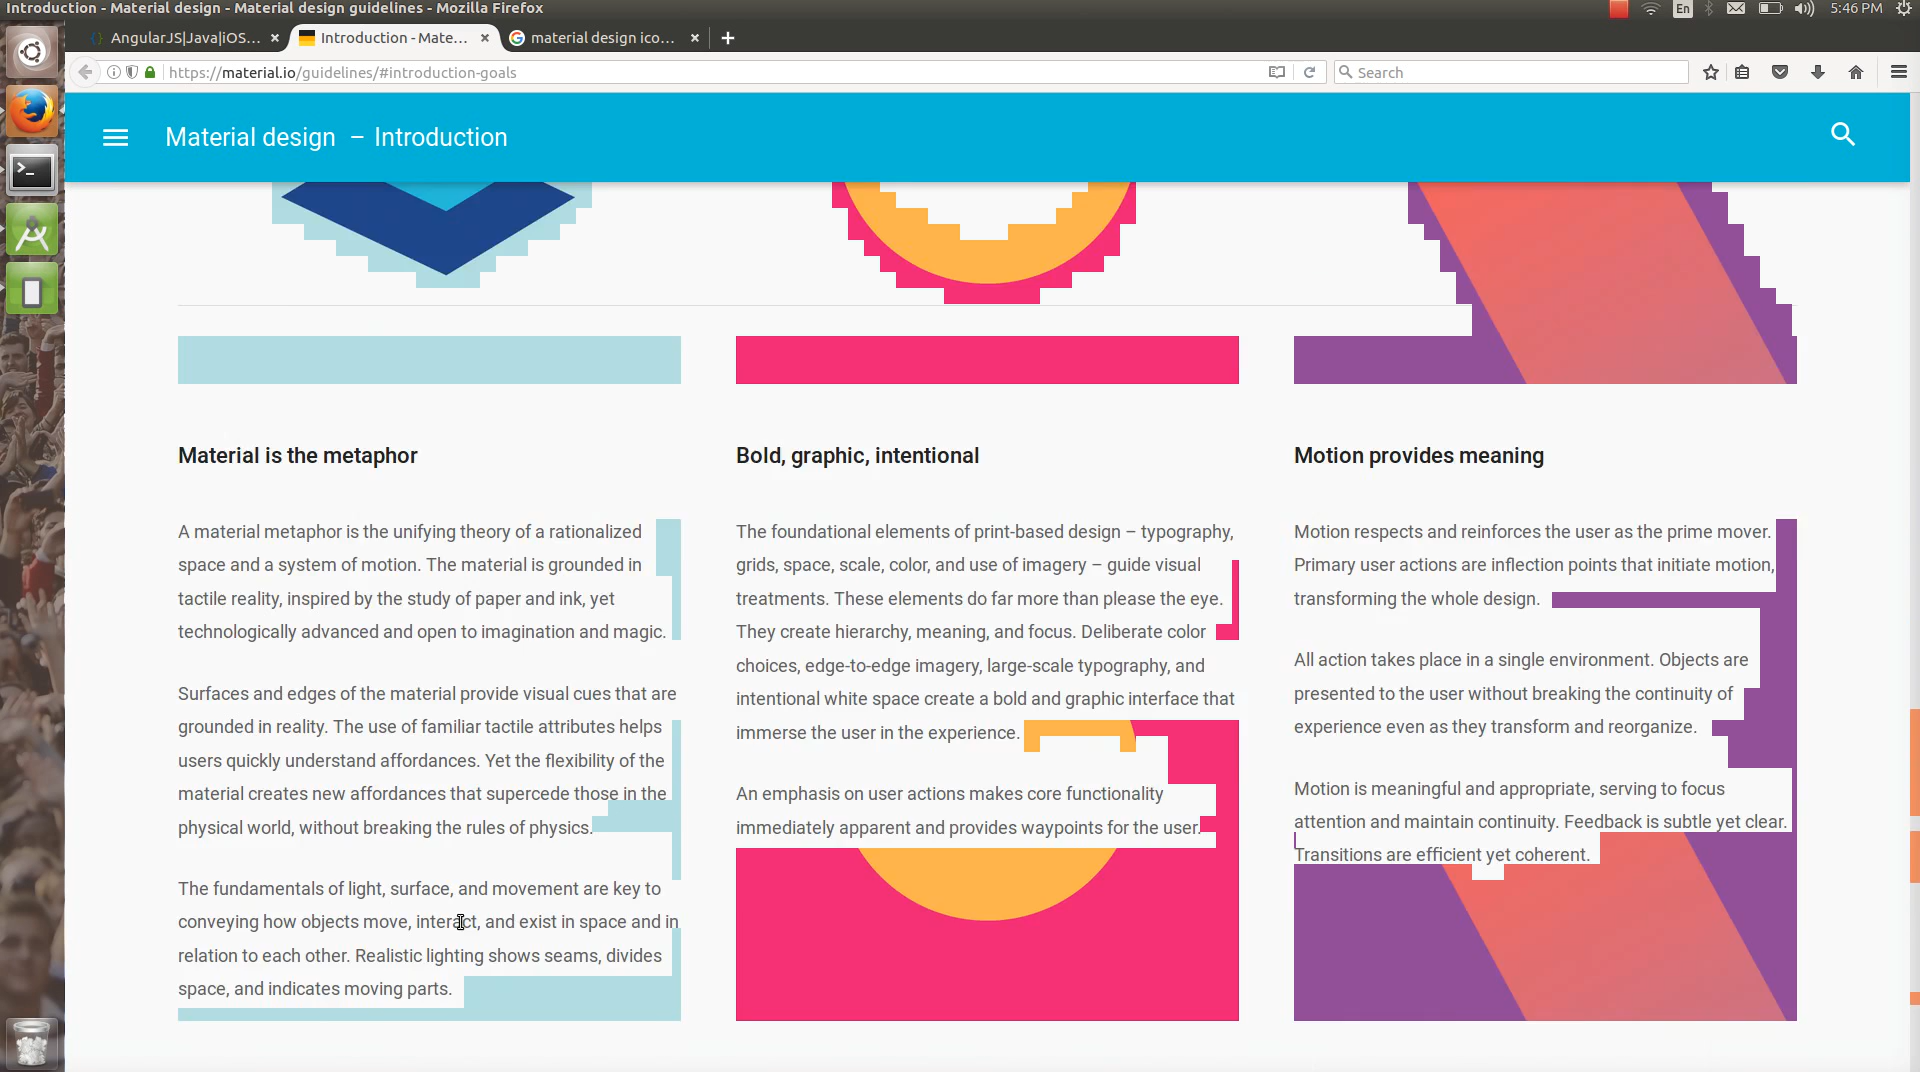 Introduction - Material design - Material design guidelines - Mozilla Firefox
En
5:46 PM
AngularJS|Java|iOS...
Introduction - Mate...
material design ico...
https://material.io/guidelines/#introduction-goals
Search
Material design – Introduction
Material is the metaphor
A material metaphor is the unifying theory of a rationalized
space and a system of motion. The material is grounded in
tactile reality, inspired by the study of paper and ink, yet
technologically advanced and open to imagination and magic.
Surfaces and edges of the material provide visual cues that are
grounded in reality. The use of familiar tactile attributes helps
users quickly understand affordances. Yet the flexibility of the
material creates new affordances that supercede those in the
physical world, without breaking the rules of physics.
The fundamentals of light, surface, and movement are key to
conveying how objects move, interact, and exist in space and in
relation to each other. Realistic lighting shows seams, divides
space, and indicates moving parts.
Bold, graphic, intentional
The foundational elements of print-based design – typography,
grids, space, scale, color, and use of imagery – guide visual
treatments. These elements do far more than please the eye.
They create hierarchy, meaning, and focus. Deliberate color
choices, edge-to-edge imagery, large-scale typography, and
intentional white space create a bold and graphic interface that
immerse the user in the experience.
An emphasis on user actions makes core functionality
immediately apparent and provides waypoints for the user.
Motion provides meaning
Motion respects and reinforces the user as the prime mover.
Primary user actions are inflection points that initiate motion,
transforming the whole design.
All action takes place in a single environment. Objects are
presented to the user without breaking the continuity of
experience even as they transform and reorganize.
Motion is meaningful and appropriate, serving to focus
attention and maintain continuity. Feedback is subtle yet clear.
Transitions are efficient yet coherent.